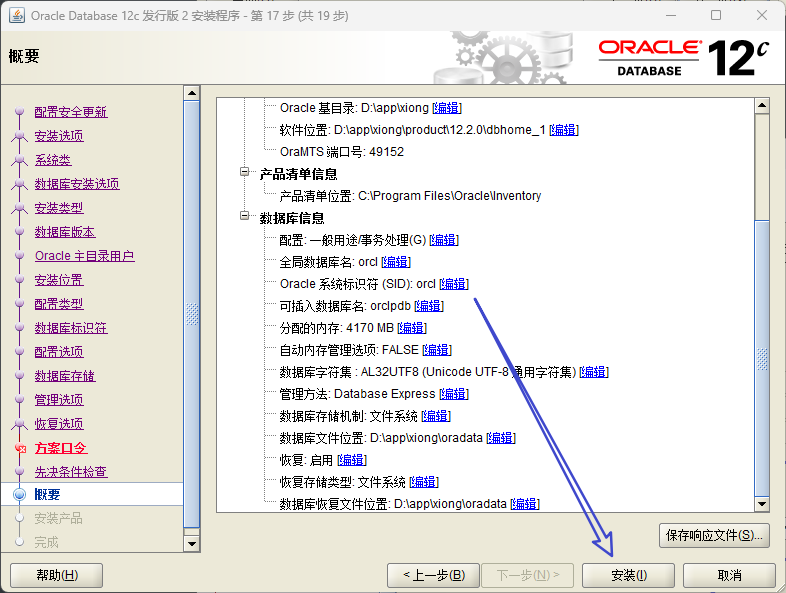 Oracle Database 12c 发行版 2 安装程序 - 第 17 步 (共 19 步)
概要
ORACLE
DATABASE
12c
配置安全更新
安装选项
系统类
数据库安装选项
安装类型
数据库版本
Oracle 主目录用户
安装位置
配置类型
数据库标识符
配置选项
数据库存储
管理选项
恢复选项
方案口令
先决条件检查
概要
安装产品
完成
Oracle 基目录: D:\app\xiong [编辑]
软件位置: D:\app\xiong\product\12.2.0\dbhome_1 [编辑]
OraMTS 端口号: 49152
产品清单信息
产品清单位置: C:\Program Files\Oracle\Inventory
数据库信息
配置: 一般用途/事务处理(G) [编辑]
全局数据库名: orcl [编辑]
Oracle 系统标识符 (SID): orcl [编辑]
可插入数据库名: orclpdb [编辑]
分配的内存: 4170 MB [编辑]
自动内存管理选项: FALSE [编辑]
数据库字符集 : AL32UTF8 (Unicode UTF-8 通用字符集) [编辑]
管理方法: Database Express [编辑]
数据库存储机制: 文件系统 [编辑]
数据库文件位置: D:\app\xiong\oradata [编辑]
恢复: 启用 [编辑]
恢复存储类型: 文件系统 [编辑]
数据库恢复文件位置: D:\app\xiong\oradata [编辑]
保存响应文件(S)...
帮助(H)
< 上一步(B)
下一步(N) >
安装(I)
取消